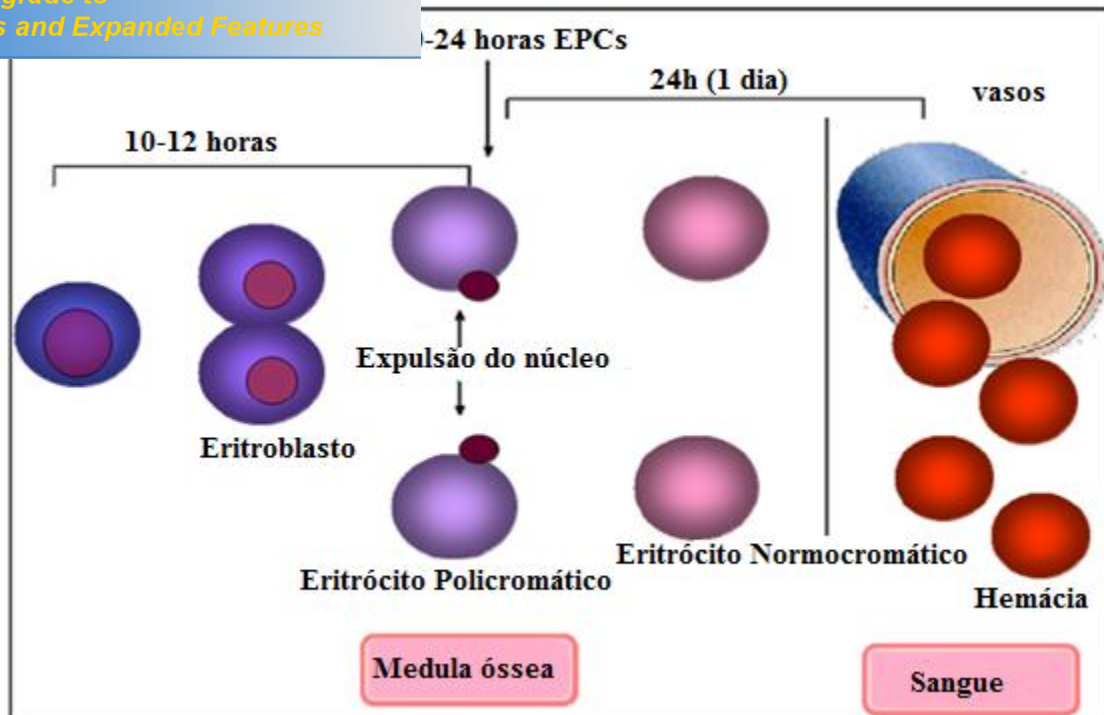 to
and Expanded Features
-24 horas EPCs
24h (1 dia)
vasos
10-12 horas
Expulsão do núcleo
Eritroblasto
Eritrócito Policromático
Eritrócito Normocromático
Hemácia
Medula óssea
Sangue